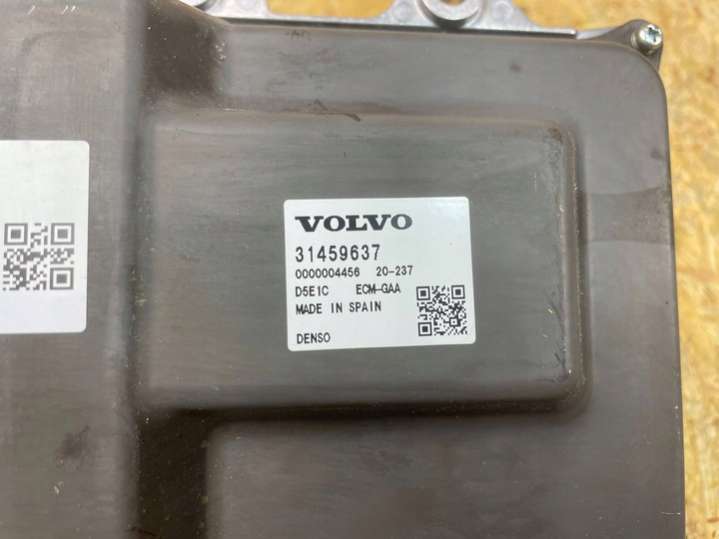 VOLVO
31459637
0000004456 20-237
D5E1C ECM-GAA
MADE IN SPAIN
DENSO